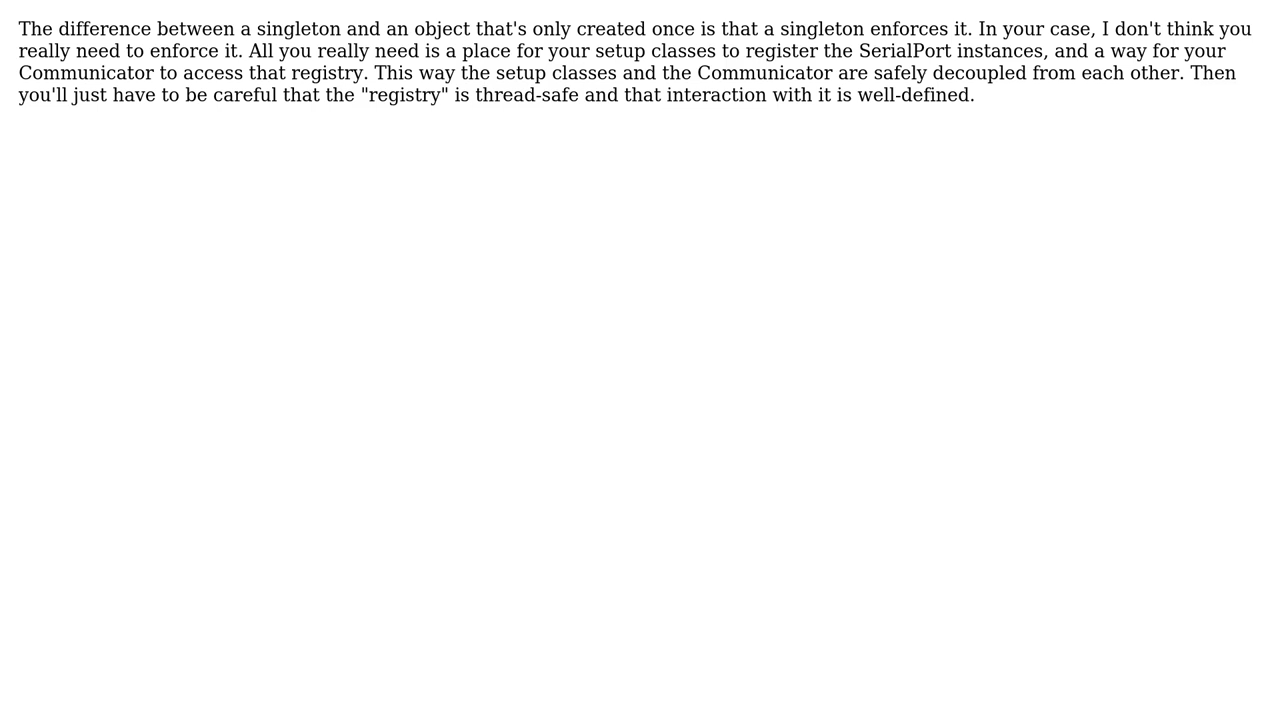 The difference between a singleton and an object that's only created once is that a singleton enforces it. In your case, I don't think you
really need to enforce it. All you really need is a place for your setup classes to register the SerialPort instances, and a way for your
Communicator to access that registry. This way the setup classes and the Communicator are safely decoupled from each other. Then
you'll just have to be careful that the "registry" is thread-safe and that interaction with it is well-defined.